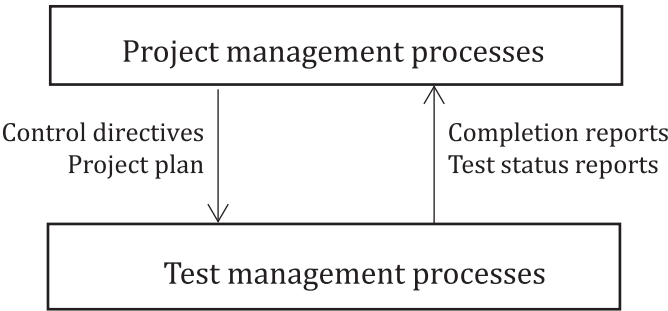 Project management processes
Control directives
Project plan
Completion reports
Test status reports
Test management processes